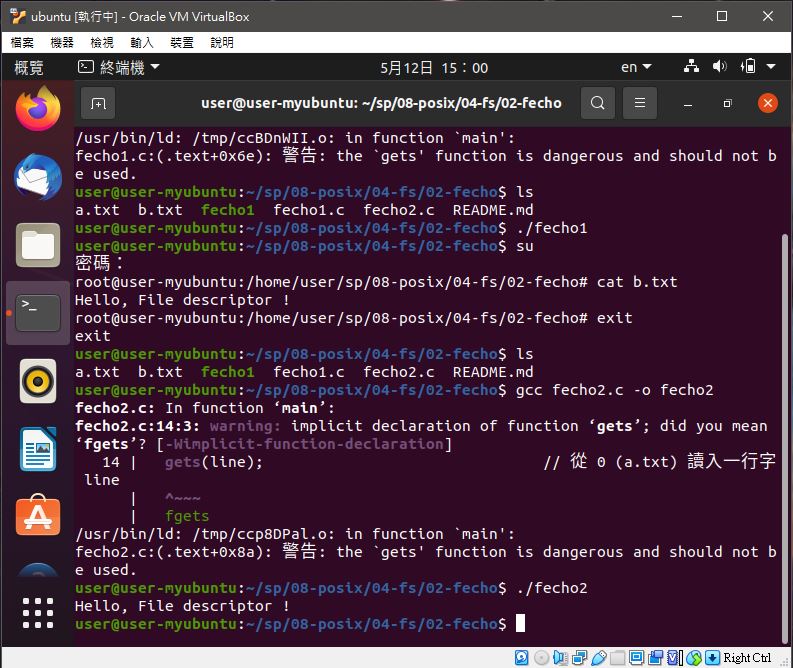 ubuntu [執行中] - Oracle VM VirtualBox
檔案 機器 檢視 輸入 裝置 說明
概覽 終端機 5月12日 15：00 en
user@user-myubuntu: ~/sp/08-posix/04-fs/02-fecho
/usr/bin/ld: /tmp/ccBDnWII.o: in function `main':
fecho1.c:(.text+0x6e): 警告: the `gets' function is dangerous and should not b
e used.
user@user-myubuntu:~/sp/08-posix/04-fs/02-fecho$ ls
a.txt  b.txt  fecho1  fecho1.c  fecho2.c  README.md
user@user-myubuntu:~/sp/08-posix/04-fs/02-fecho$ ./fecho1
user@user-myubuntu:~/sp/08-posix/04-fs/02-fecho$ su
密碼：
root@user-myubuntu:/home/user/sp/08-posix/04-fs/02-fecho# cat b.txt
Hello, File descriptor !
root@user-myubuntu:/home/user/sp/08-posix/04-fs/02-fecho# exit
exit
user@user-myubuntu:~/sp/08-posix/04-fs/02-fecho$ ls
a.txt  b.txt  fecho1  fecho1.c  fecho2.c  README.md
user@user-myubuntu:~/sp/08-posix/04-fs/02-fecho$ gcc fecho2.c -o fecho2
fecho2.c: In function ‘main’:
fecho2.c:14:3: warning: implicit declaration of function ‘gets’; did you mean
‘fgets’? [-Wimplicit-function-declaration]
   14 |   gets(line);                               // 從 0 (a.txt) 讀入一行字
 line
      |   ^~~~
      |   fgets
/usr/bin/ld: /tmp/ccp8DPal.o: in function `main':
fecho2.c:(.text+0x8a): 警告: the `gets' function is dangerous and should not b
e used.
user@user-myubuntu:~/sp/08-posix/04-fs/02-fecho$ ./fecho2
Hello, File descriptor !
user@user-myubuntu:~/sp/08-posix/04-fs/02-fecho$
Right Ctrl